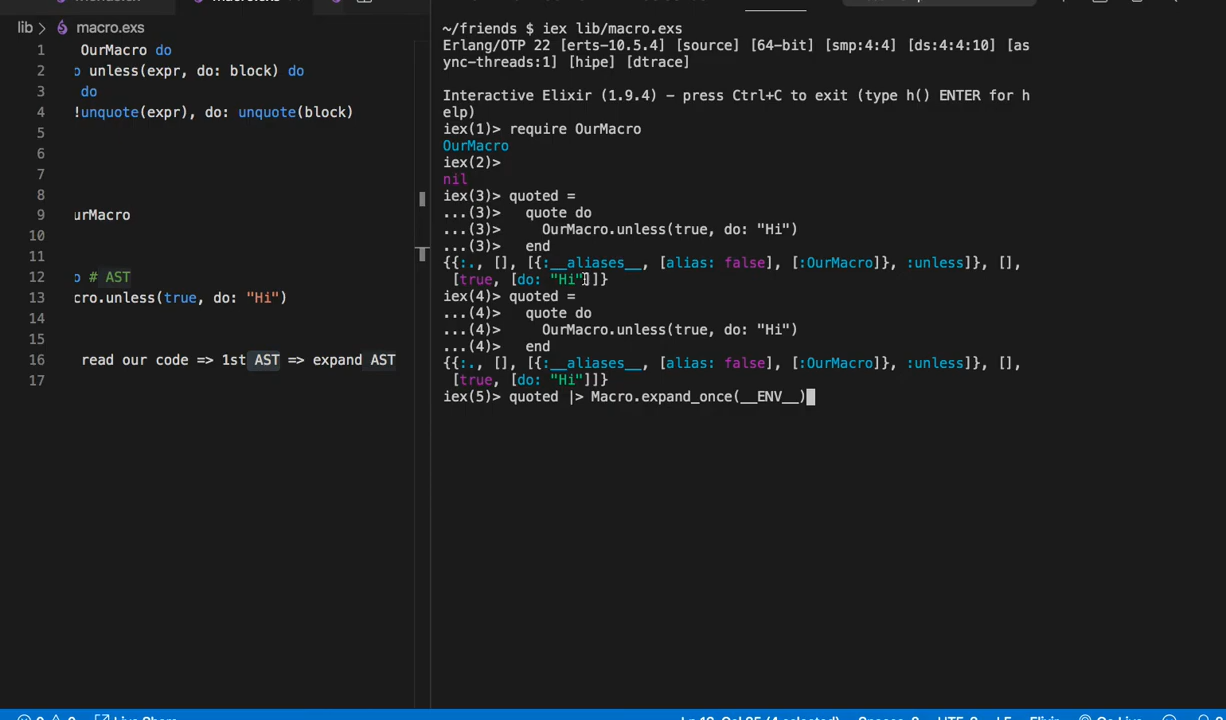 lib > macro.exs
1 OurMacro do
2 unless(expr, do: block) do
3 do
4 !unquote(expr), do: unquote(block)
5
6
7
8
9 urMacro
10
11
12 o # AST
13 cro.unless(true, do: "Hi")
14
15
16 read our code => 1st AST => expand AST
17
~/friends $ iex lib/macro.exs
Erlang/OTP 22 [erts-10.5.4] [source] [64-bit] [smp:4:4] [ds:4:4:10] [as
ync-threads:1] [hipe] [dtrace]
Interactive Elixir (1.9.4) - press Ctrl+C to exit (type h() ENTER for h
elp)
iex(1)> require OurMacro
OurMacro
iex(2)>
nil
iex(3)> quoted =
...(3)> quote do
...(3)> OurMacro.unless(true, do: "Hi")
...(3)> end
{{:., [], [{:__aliases__, [alias: false], [:OurMacro]}, :unless]}, [],
[true, [do: "Hi"]]}
iex(4)> quoted =
...(4)> quote do
...(4)> OurMacro.unless(true, do: "Hi")
...(4)> end
{{:., [], [{:__aliases__, [alias: false], [:OurMacro]}, :unless]}, [],
[true, [do: "Hi"]]}
iex(5)> quoted |> Macro.expand_once(__ENV__)